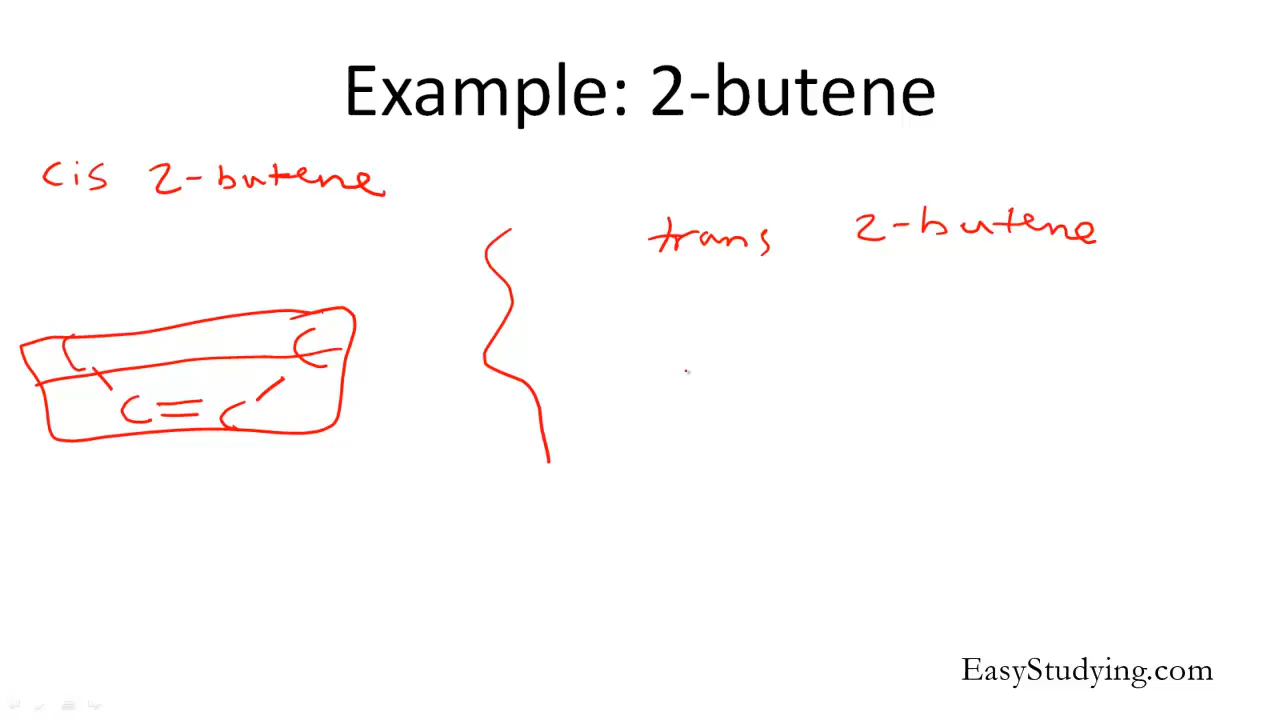 Example: 2-butene
cis 2-butene
trans 2-butene
C C
C=C
EasyStudying.com